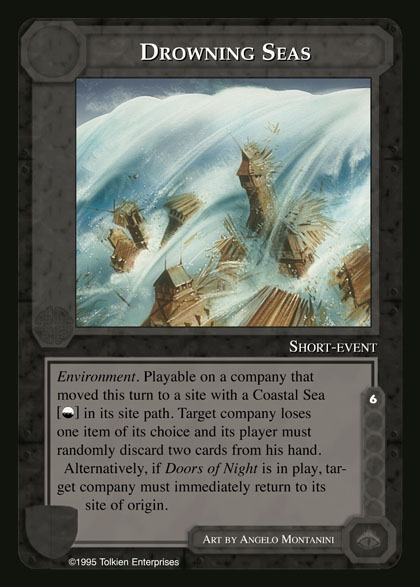 DROWNING SEAS
SHORT-EVENT
Environment. Playable on a company that
moved this turn to a site with a Coastal Sea
[] in its site path. Target company loses
one item of its choice and its player must
randomly discard two cards from his hand.
Alternatively, if Doors of Night is in play, tar-
get company must immediately return to its
site of origin.
6
ART BY ANGELO MONTANINI
©1995 Tolkien Enterprises